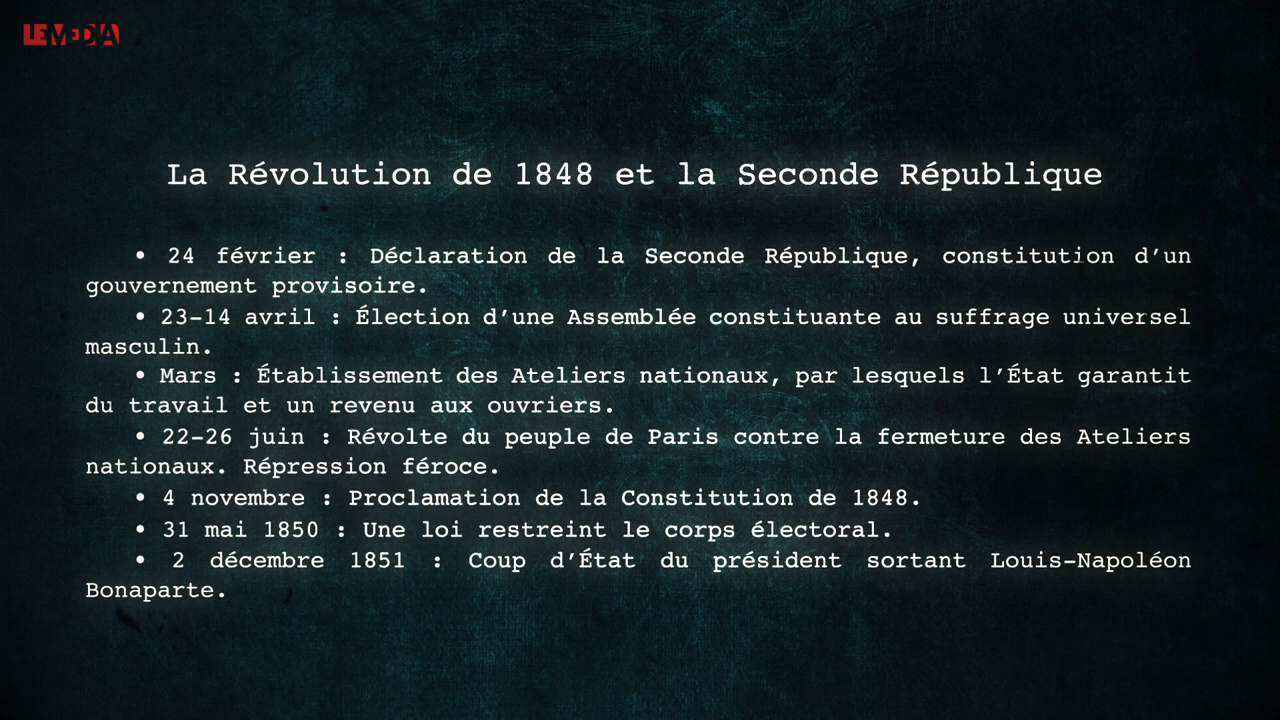 LEMEDIA
La Révolution de 1848 et la Seconde République
• 24 février : Déclaration de la Seconde République, constitution d’un
gouvernement provisoire.
• 23-14 avril : Élection d’une Assemblée constituante au suffrage universel
masculin.
• Mars : Établissement des Ateliers nationaux, par lesquels l’État garantit
du travail et un revenu aux ouvriers.
• 22-26 juin : Révolte du peuple de Paris contre la fermeture des Ateliers
nationaux. Répression féroce.
• 4 novembre : Proclamation de la Constitution de 1848.
• 31 mai 1850 : Une loi restreint le corps électoral.
• 2 décembre 1851 : Coup d’État du président sortant Louis-Napoléon
Bonaparte.